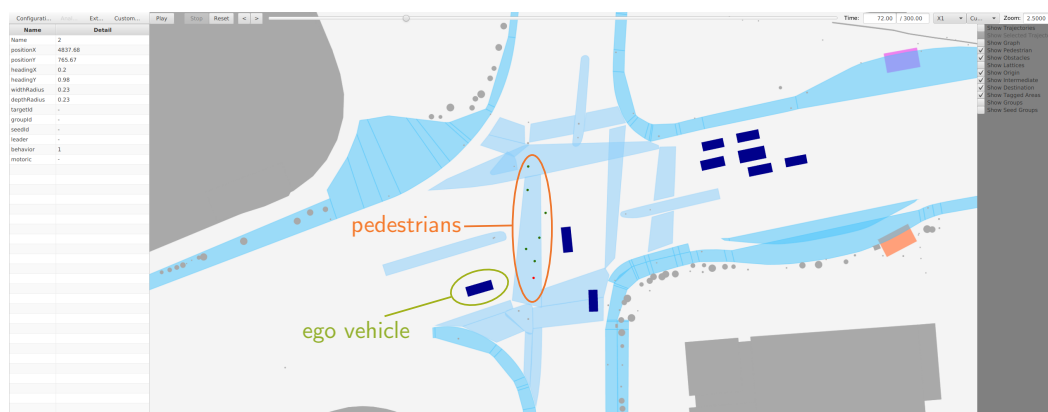 Configurati...
Ext...
Custom...
Play
Stop
Reset
<
>
Time:
72.00
/ 300.00
X1
Cu...
Zoom:
2.5000
Name Detail
Name 2
positionX 4837.68
positionY 765.67
headingX 0.2
headingY 0.98
widthRadius 0.23
depthRadius 0.23
targetId -
groupId -
seedId -
leader -
behavior 1
motoric -
Show Trajectories
Show Graph
Show Pedestrian
Show Obstacles
Show Lattices
Show Origin
Show Intermediate
Show Destination
Show Tagged Areas
Show Groups
Show Seed Groups
pedestrians
ego vehicle